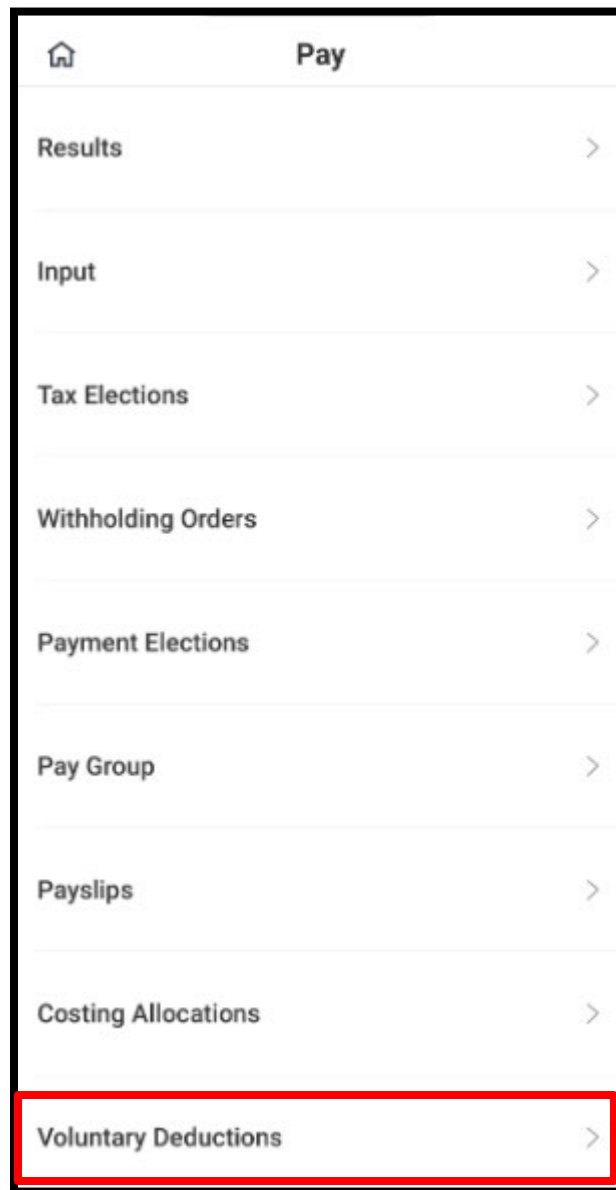 Pay
Results
Input
Tax Elections
Withholding Orders
Payment Elections
Pay Group
Payslips
Costing Allocations
Voluntary Deductions